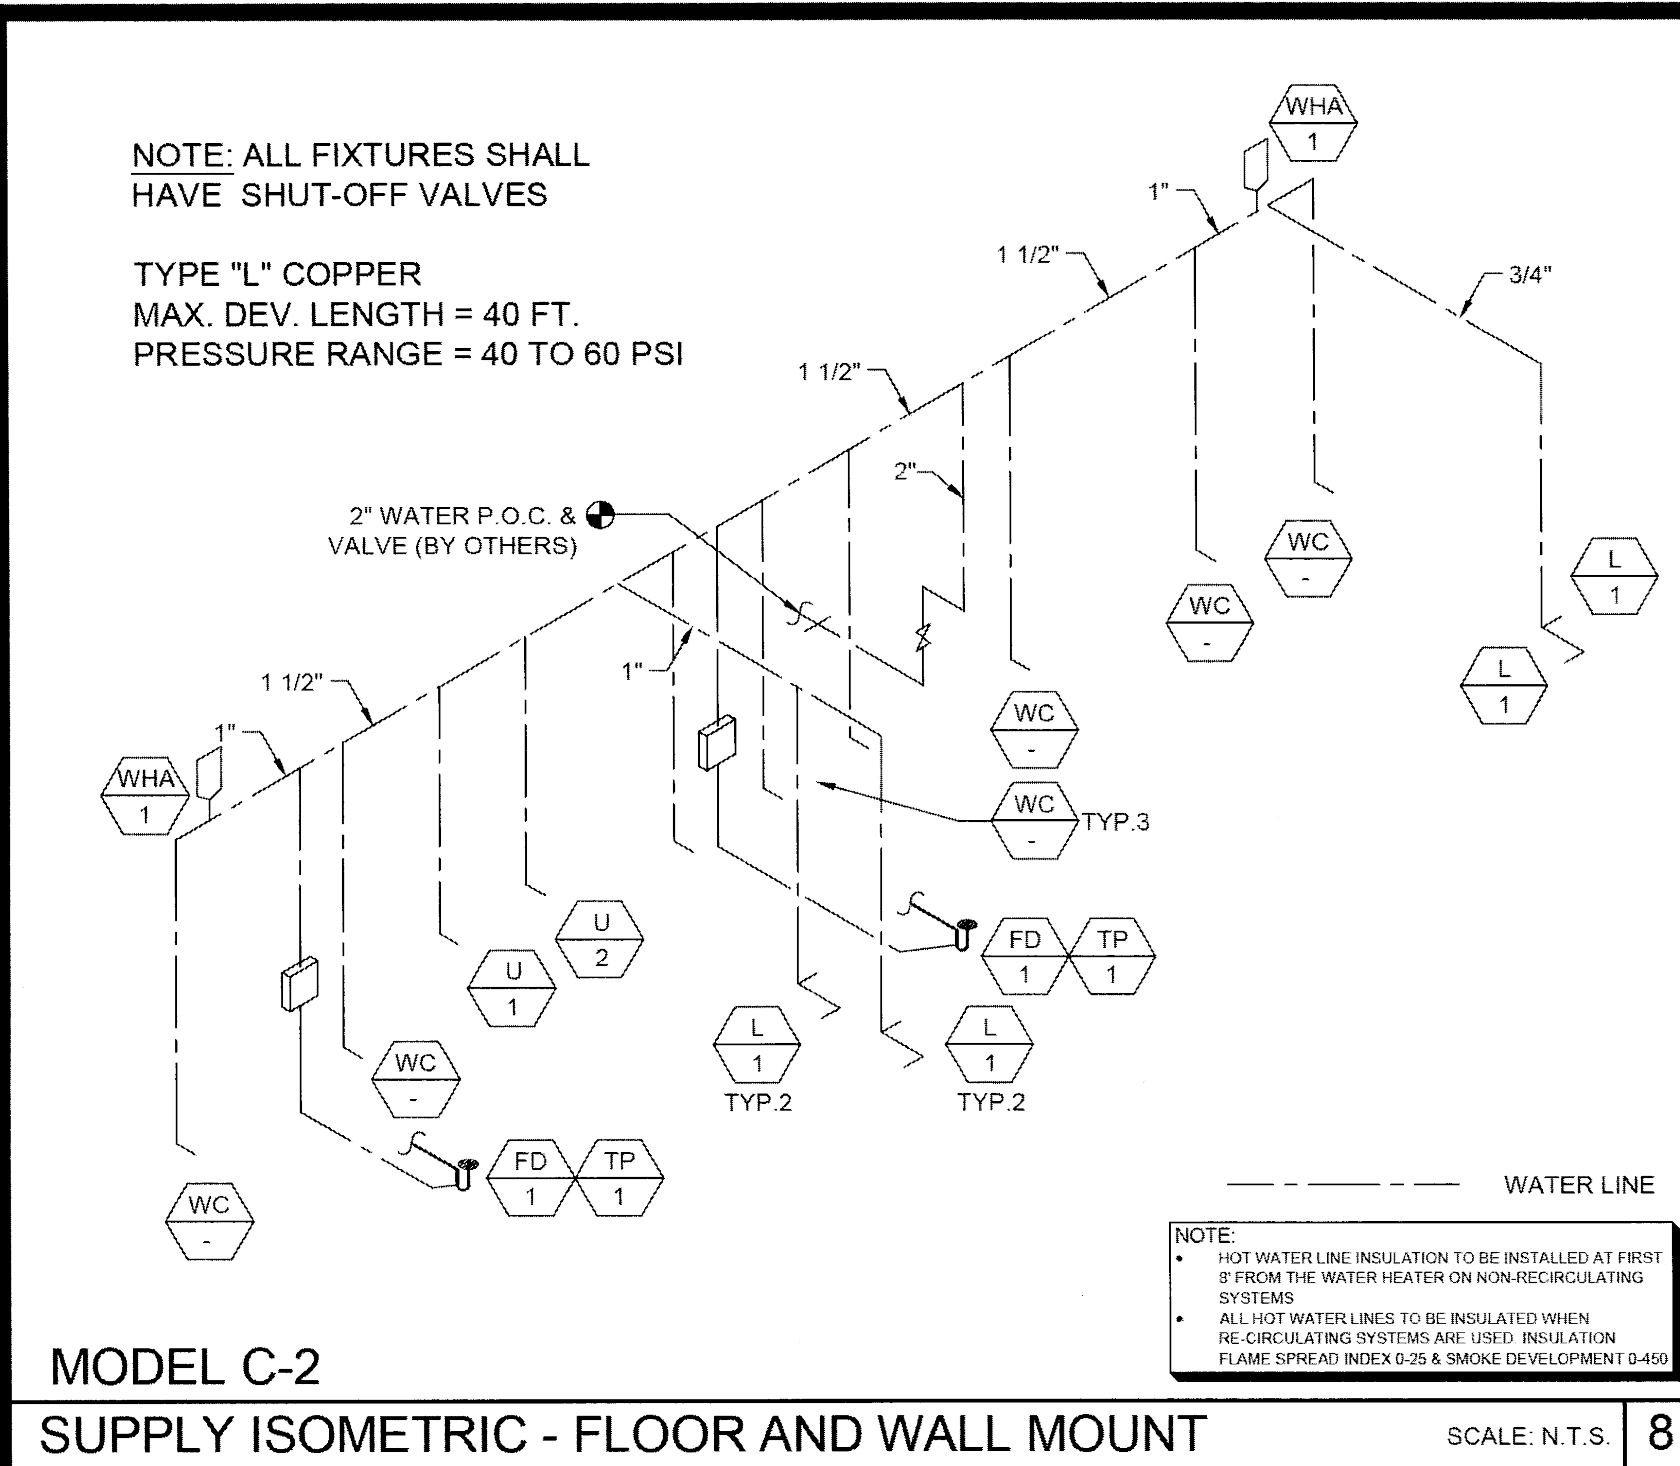 WHA
1
NOTE: ALL FIXTURES SHALL
HAVE SHUT-OFF VALVES
TYPE "L" COPPER
MAX. DEV. LENGTH = 40 FT.
PRESSURE RANGE = 40 TO 60 PSI
1"
1 1/2"
3/4"
1 1/2"
2"
2" WATER P.O.C. &
VALVE (BY OTHERS)
WC
-
L
1
WC
-
1"
L
1
1 1/2"
WC
-
1"
WHA
1
WC
-
TYP.3
U
2
FD
1
TP
1
U
1
L
1
TYP.2
L
1
TYP.2
WC
-
FD
1
TP
1
WC
-
WATER LINE
NOTE:
• HOT WATER LINE INSULATION TO BE INSTALLED AT FIRST
8' FROM THE WATER HEATER ON NON-RECIRCULATING
SYSTEMS
• ALL HOT WATER LINES TO BE INSULATED WHEN
RE-CIRCULATING SYSTEMS ARE USED. INSULATION
FLAME SPREAD INDEX 0-25 & SMOKE DEVELOPMENT 0-450
MODEL C-2
SUPPLY ISOMETRIC - FLOOR AND WALL MOUNT
SCALE: N.T.S.
8